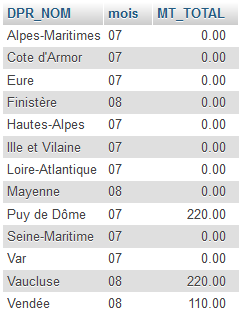 DPR_NOM mois MT_TOTAL
Alpes-Maritimes 07 0.00
Cote d'Armor 07 0.00
Eure 07 0.00
Finistère 08 0.00
Hautes-Alpes 07 0.00
Ille et Vilaine 07 0.00
Loire-Atlantique 07 0.00
Mayenne 08 0.00
Puy de Dôme 07 220.00
Seine-Maritime 07 0.00
Var 07 0.00
Vaucluse 08 220.00
Vendée 08 110.00